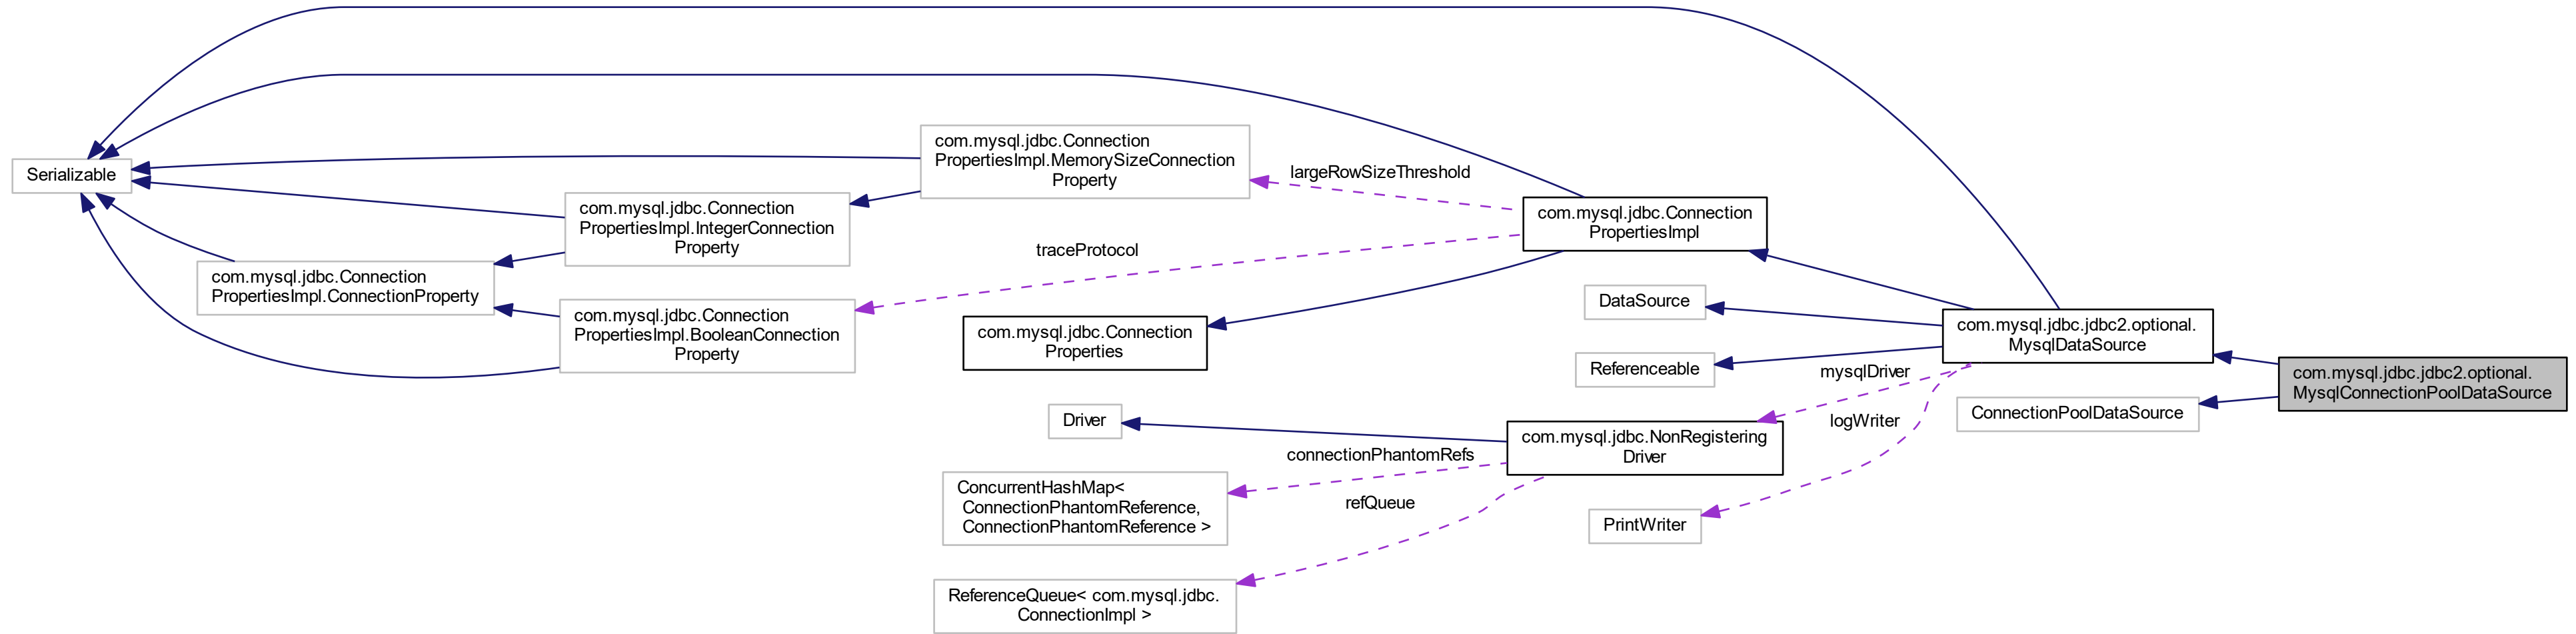 Serializable
com.mysql.jdbc.Connection
PropertiesImpl.MemorySizeConnection
Property
com.mysql.jdbc.Connection
PropertiesImpl.IntegerConnection
Property
com.mysql.jdbc.Connection
PropertiesImpl.ConnectionProperty
com.mysql.jdbc.Connection
PropertiesImpl.BooleanConnection
Property
largeRowSizeThreshold
traceProtocol
com.mysql.jdbc.Connection
PropertiesImpl
com.mysql.jdbc.Connection
Properties
DataSource
Referenceable
com.mysql.jdbc.jdbc2.optional.
MysqlDataSource
mysqlDriver
logWriter
com.mysql.jdbc.jdbc2.optional.
MysqlConnectionPoolDataSource
ConnectionPoolDataSource
Driver
com.mysql.jdbc.NonRegistering
Driver
connectionPhantomRefs
refQueue
ConcurrentHashMap<
ConnectionPhantomReference,
ConnectionPhantomReference >
PrintWriter
ReferenceQueue< com.mysql.jdbc.
ConnectionImpl >